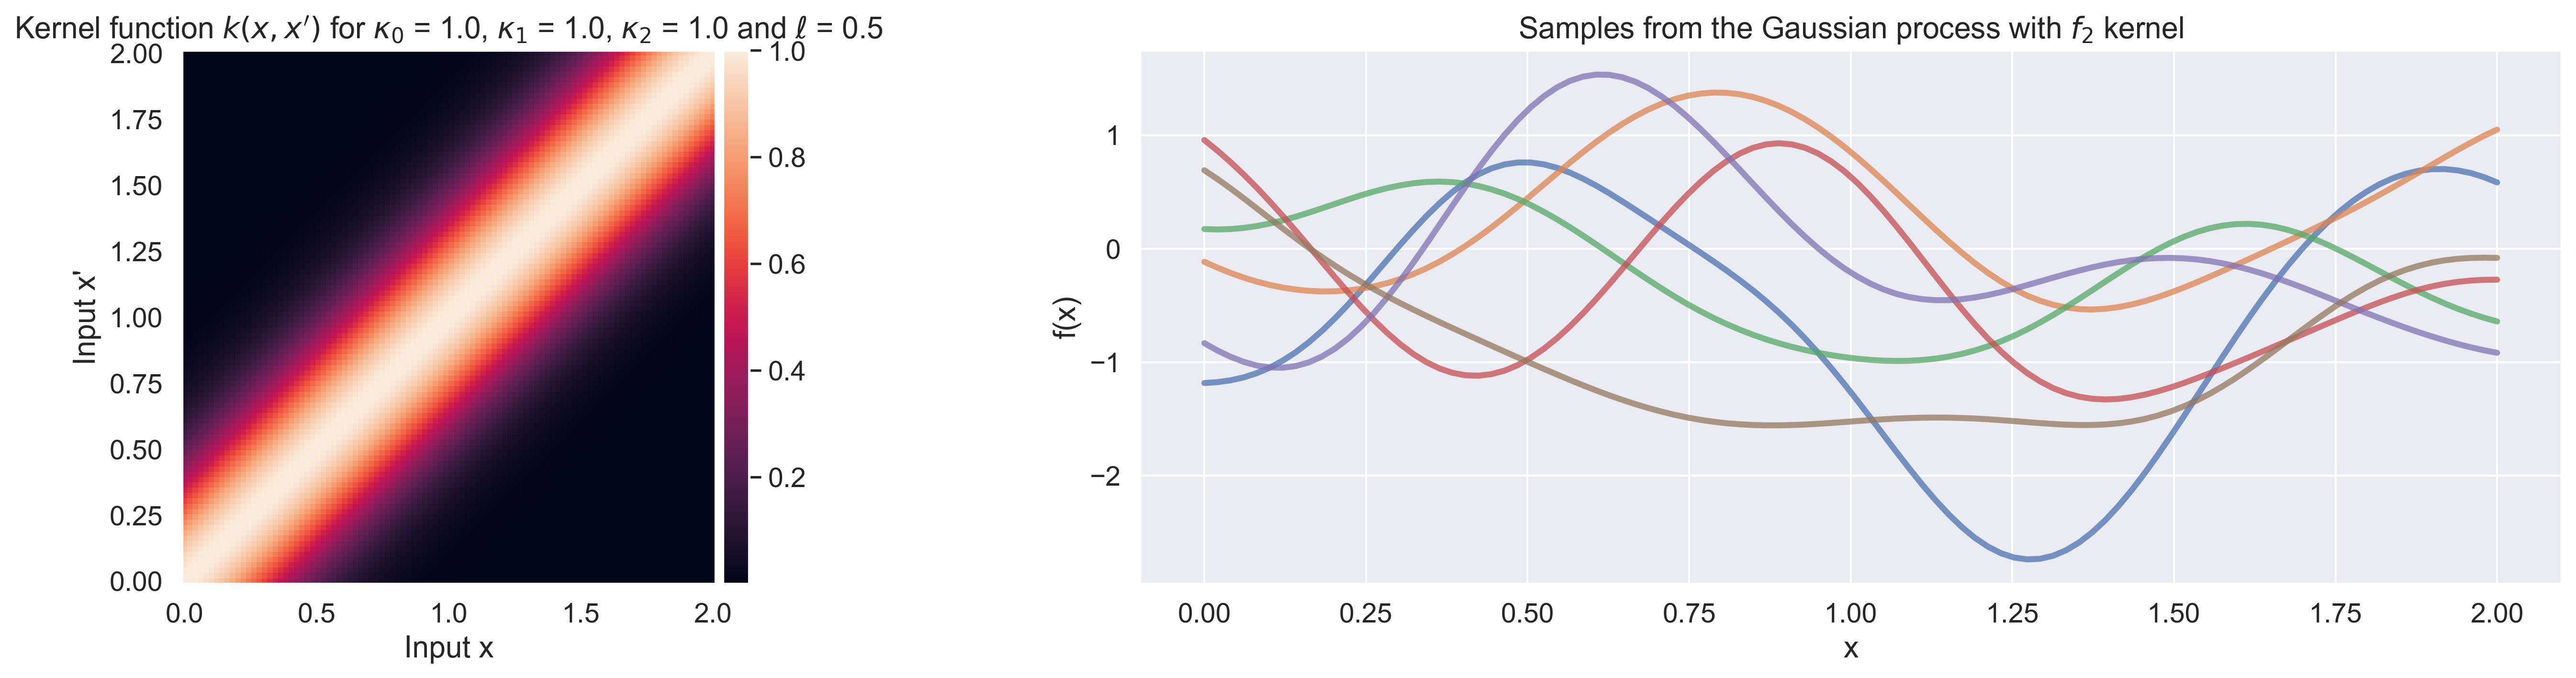 Kernel function k(x, x′) for κ₀ = 1.0, κ₁ = 1.0, κ₂ = 1.0 and ℓ = 0.5
2.00
1.75
1.50
1.25
1.00
0.75
0.50
0.25
0.00
Input x'
0.0 0.5 1.0 1.5 2.0
Input x
1.0
0.8
0.6
0.4
0.2
Samples from the Gaussian process with f₂ kernel
1
0
−1
−2
f(x)
0.00 0.25 0.50 0.75 1.00 1.25 1.50 1.75 2.00
x